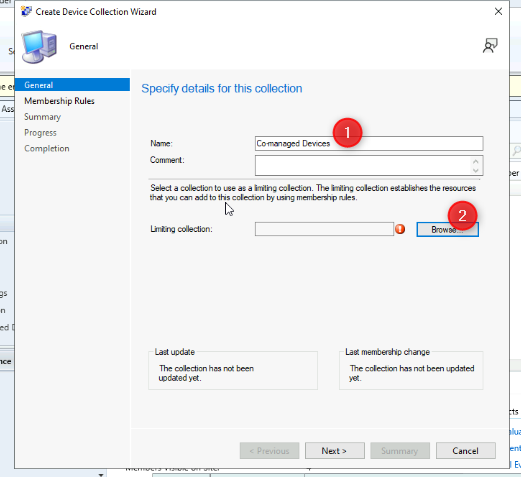 Create Device Collection Wizard
General
General
Membership Rules
Summary
Progress
Completion
Specify details for this collection
1
Name:
Co-managed Devices
Comment:
Select a collection to use as a limiting collection. The limiting collection establishes the resources
that you can add to this collection by using membership rules.
2
Limiting collection:
Browse...
Last update
The collection has not been
updated yet.
Last membership change
The collection has not been updated
yet.
< Previous
Next >
Summary
Cancel